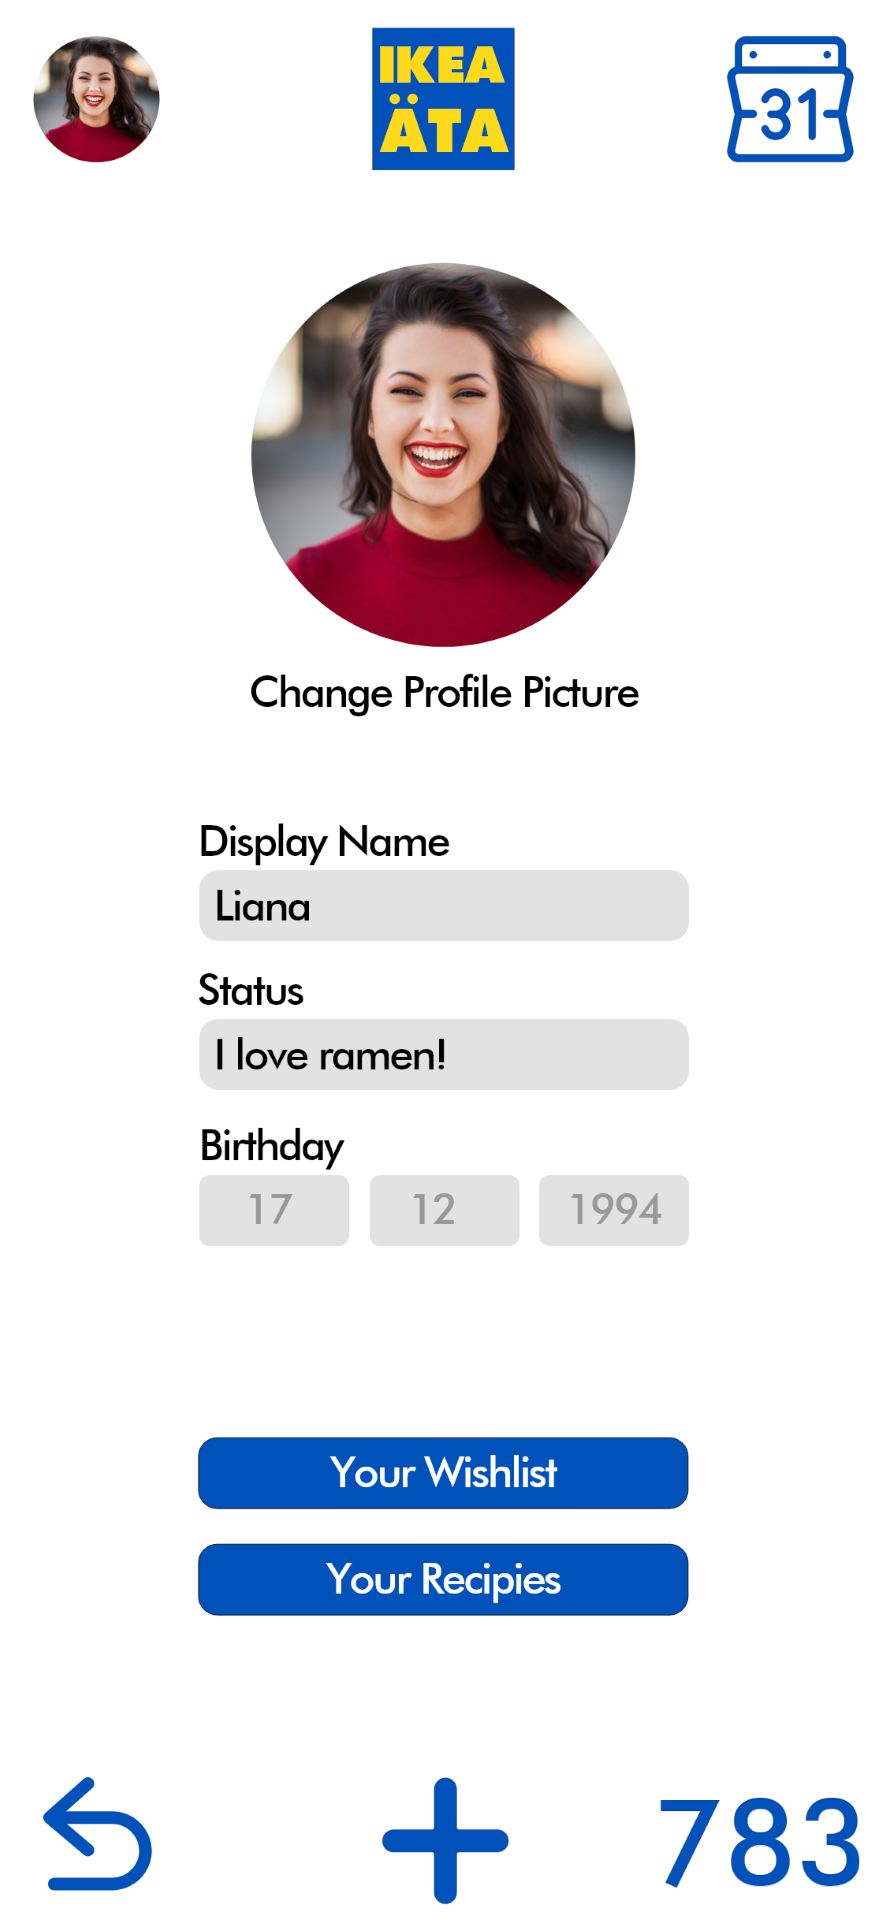 IKEA
ÄTA
31
Change Profile Picture
Display Name
Liana
Status
I love ramen!
Birthday
17 12 1994
Your Wishlist
Your Recipies
783